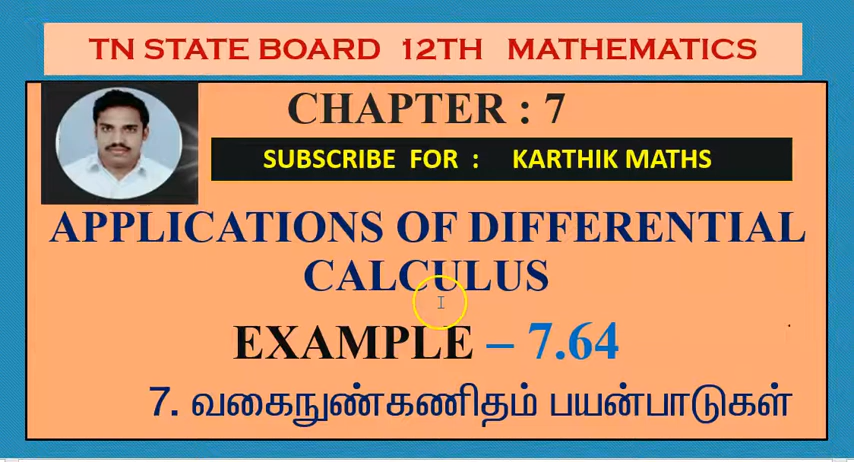 TN STATE BOARD 12TH MATHEMATICS
CHAPTER : 7
SUBSCRIBE FOR : KARTHIK MATHS
APPLICATIONS OF DIFFERENTIAL
CALCULUS
EXAMPLE – 7.64
7. வகைநுண்கணிதம் பயன்பாடுகள்